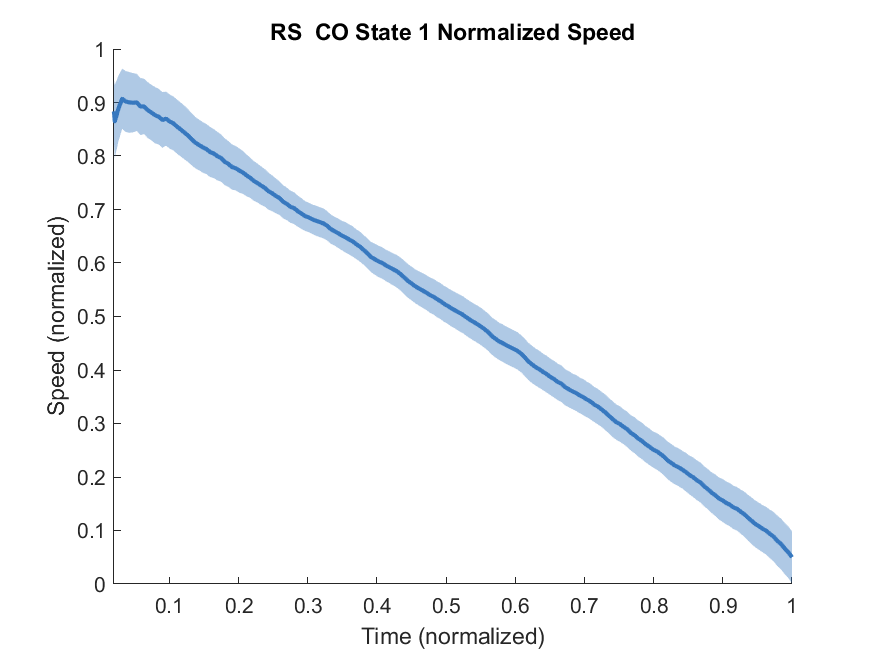 RS  CO State 1 Normalized Speed
1
0.9
0.8
0.7
0.6
0.5
0.4
0.3
0.2
0.1
0
Speed (normalized)
0.1 0.2 0.3 0.4 0.5 0.6 0.7 0.8 0.9 1
Time (normalized)